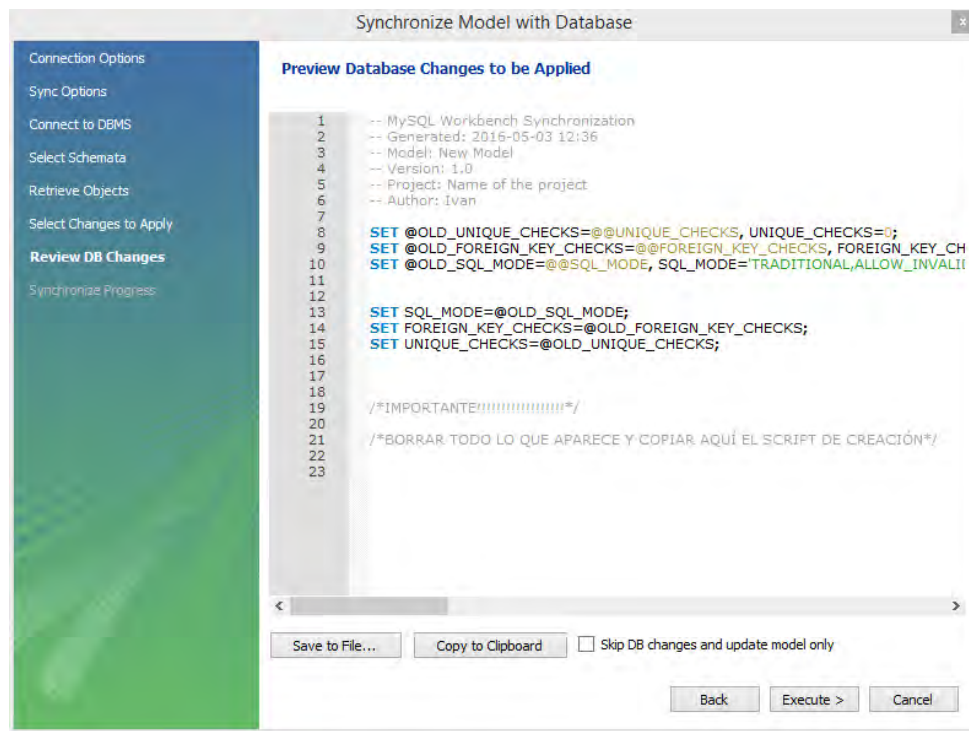 Synchronize Model with Database
x
Connection Options
Sync Options
Connect to DBMS
Select Schemata
Retrieve Objects
Select Changes to Apply
Review DB Changes
Synchronize Progress
Preview Database Changes to be Applied
1 -- MySQL Workbench Synchronization
2 -- Generated: 2016-05-03 12:36
3 -- Model: New Model
4 -- Version: 1.0
5 -- Project: Name of the project
6 -- Author: Ivan
7
8 SET @OLD_UNIQUE_CHECKS=@@UNIQUE_CHECKS, UNIQUE_CHECKS=0;
9 SET @OLD_FOREIGN_KEY_CHECKS=@@FOREIGN_KEY_CHECKS, FOREIGN_KEY_CH
10 SET @OLD_SQL_MODE=@@SQL_MODE, SQL_MODE='TRADITIONAL,ALLOW_INVALI
11
12
13 SET SQL_MODE=@OLD_SQL_MODE;
14 SET FOREIGN_KEY_CHECKS=@OLD_FOREIGN_KEY_CHECKS;
15 SET UNIQUE_CHECKS=@OLD_UNIQUE_CHECKS;
16
17
18
19 /*IMPORTANTE!!!!!!!!!!!!!!!!!!*/
20
21 /*BORRAR TODO LO QUE APARECE Y COPIAR AQUÍ EL SCRIPT DE CREACIÓN*/
22
23
< >
Save to File... Copy to Clipboard Skip DB changes and update model only
Back Execute > Cancel